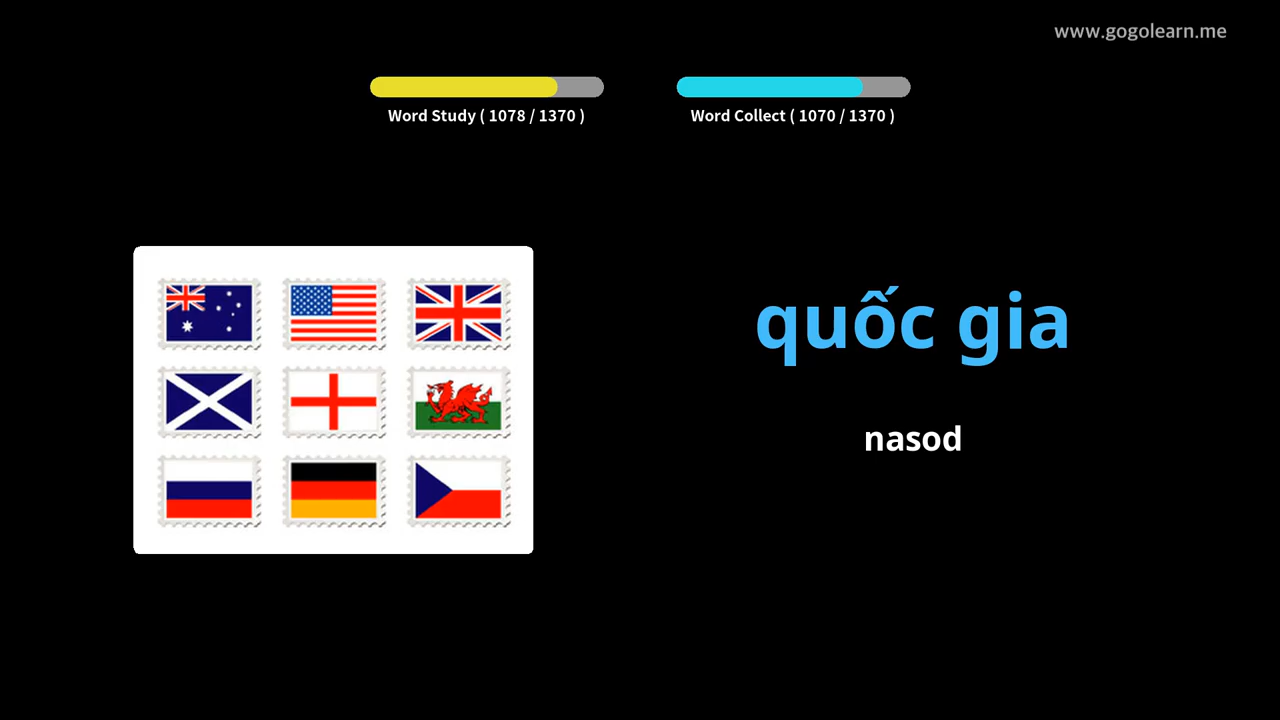 www.gogolearn.me
Word Study ( 1078 / 1370 )
Word Collect ( 1070 / 1370 )
quốc gia
nasod